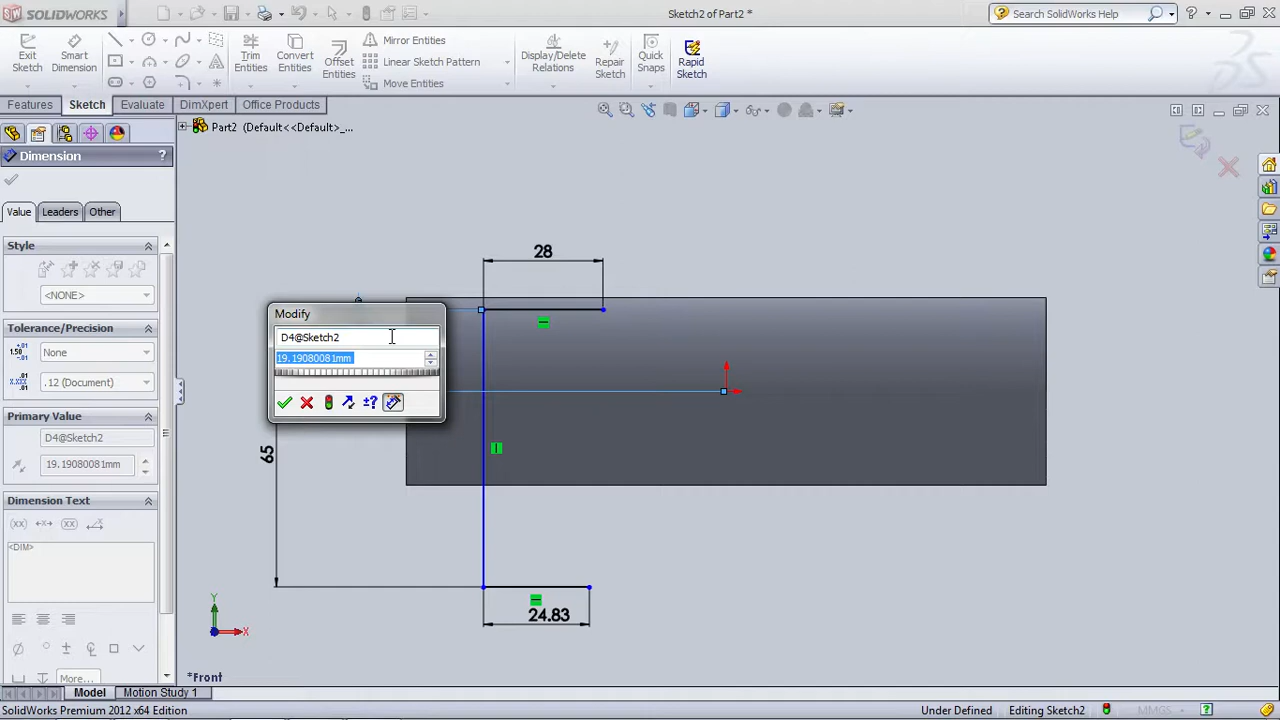 SOLIDWORKS
Sketch2 of Part2 *
Search SolidWorks Help
Exit Sketch
Smart Dimension
Trim Entities
Convert Entities
Offset Entities
Mirror Entities
Linear Sketch Pattern
Move Entities
Display/Delete Relations
Repair Sketch
Quick Snaps
Rapid Sketch
Features
Sketch
Evaluate
DimXpert
Office Products
Part2 (Default<<Default>_...
Dimension
?
Value
Leaders
Other
Style
<NONE>
Tolerance/Precision
None
.12 (Document)
Primary Value
D4@Sketch2
19.19080081mm
Dimension Text
<DIM>
More...
Modify
D4@Sketch2
19.19080081mm
28
65
24.83
Y
X
*Front
Model
Motion Study 1
SolidWorks Premium 2012 x64 Edition
Under Defined
Editing Sketch2
MMGS